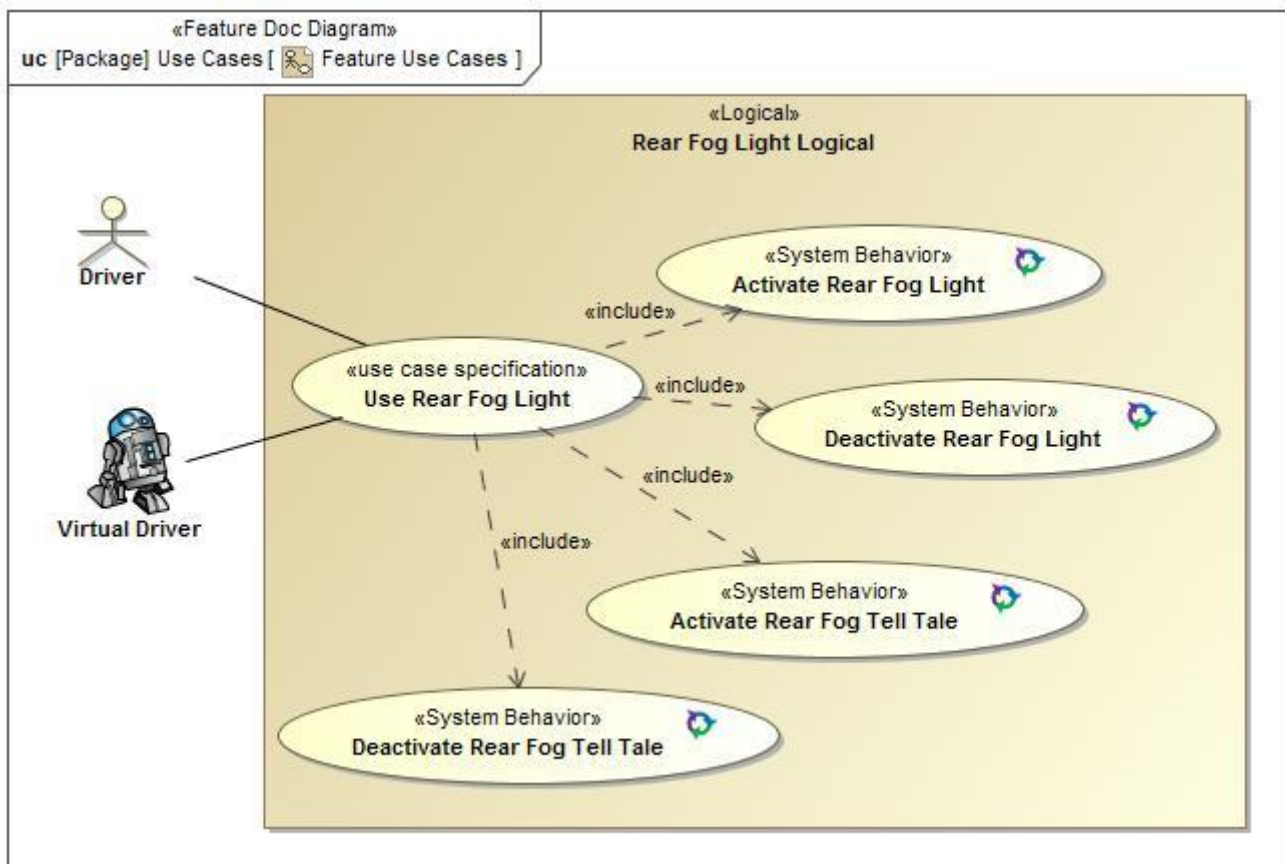 «Feature Doc Diagram»
uc [Package] Use Cases [ Feature Use Cases ]
«Logical»
Rear Fog Light Logical
Driver
«System Behavior»
Activate Rear Fog Light
«include»
«use case specification»
Use Rear Fog Light
«include»
«System Behavior»
Deactivate Rear Fog Light
Virtual Driver
«include»
«include»
«System Behavior»
Activate Rear Fog Tell Tale
«System Behavior»
Deactivate Rear Fog Tell Tale